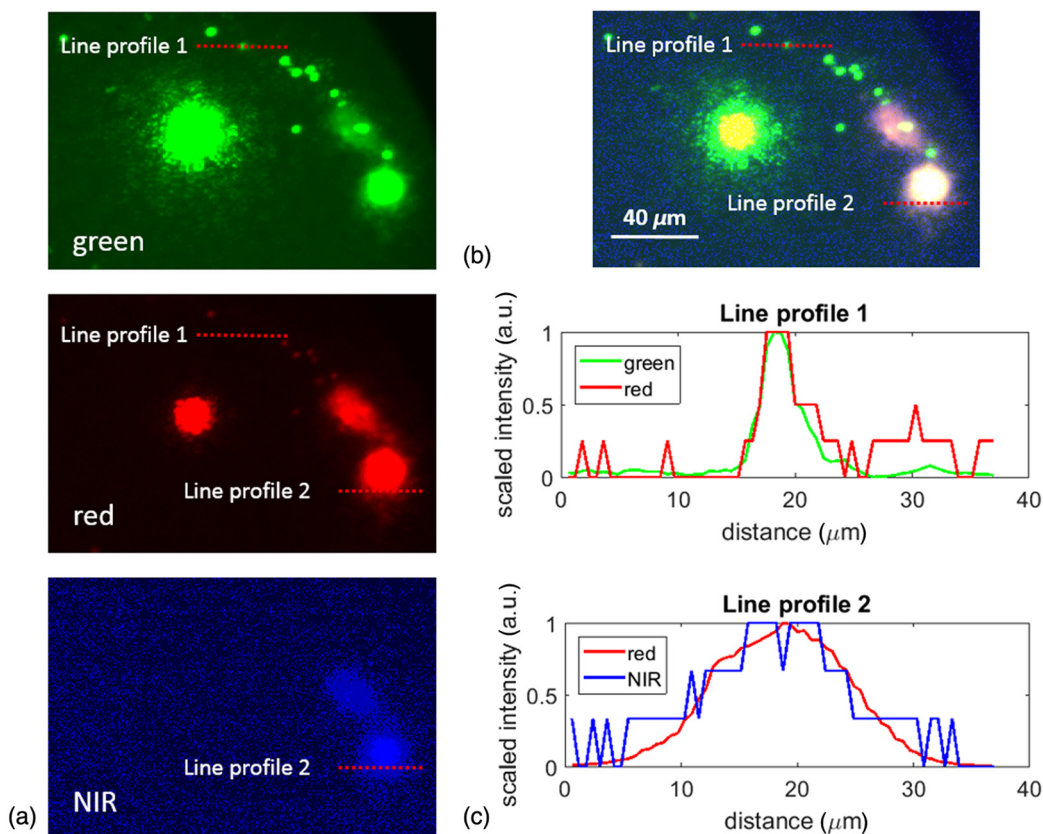 Line profile 1
green
Line profile 1
Line profile 2
40 μm
(b)
Line profile 1
Line profile 2
red
Line profile 2
NIR
(a)
Line profile 1
scaled intensity (a.u.)
1
0.5
0
green
red
0 10 20 30 40
distance (μm)
Line profile 2
scaled intensity (a.u.)
1
0.5
0
red
NIR
0 10 20 30 40
distance (μm)
(c)